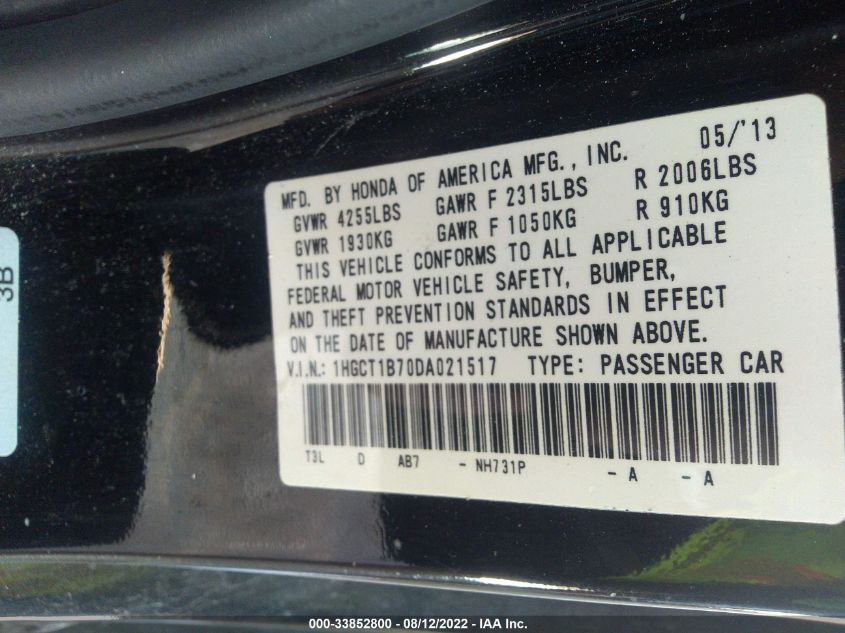 05/'13
MFD. BY HONDA OF AMERICA MFG., INC.
GVWR 4255LBS GAWR F 2315LBS R 2006LBS
GVWR 1930KG GAWR F 1050KG R 910KG
THIS VEHICLE CONFORMS TO ALL APPLICABLE
FEDERAL MOTOR VEHICLE SAFETY, BUMPER,
AND THEFT PREVENTION STANDARDS IN EFFECT
ON THE DATE OF MANUFACTURE SHOWN ABOVE.
V.I.N.: 1HGCT1B70DA021517 TYPE: PASSENGER CAR
T3L D AB7 - NH731P - A - A
3B
000-33852800 - 08/12/2022 - IAA Inc.